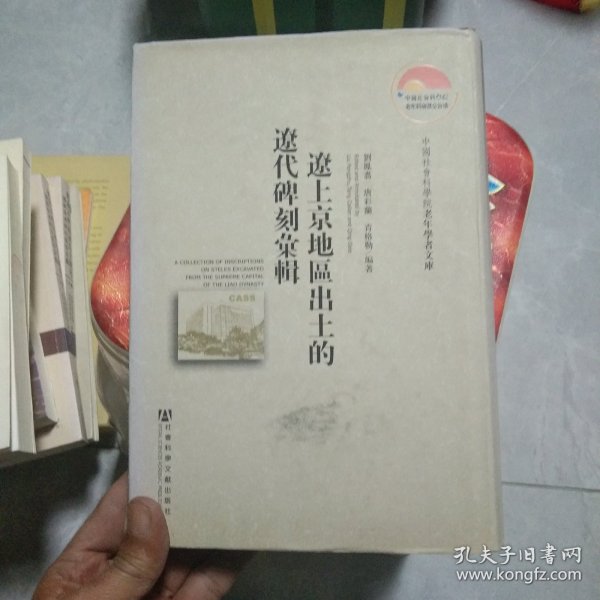 中國社會科學院老年學者文庫
劉鳳翥 唐彩蘭 青格勒 編著
遼上京地區出土的
遼代碑刻彙輯
A COLLECTION OF INSCRIPTIONS
ON STELES EXCAVATED
FROM THE SUPREME CAPITAL
OF THE LIAO DYNASTY
CASS
社會科學文獻出版社
孔夫子旧书网
www.kongfz.com